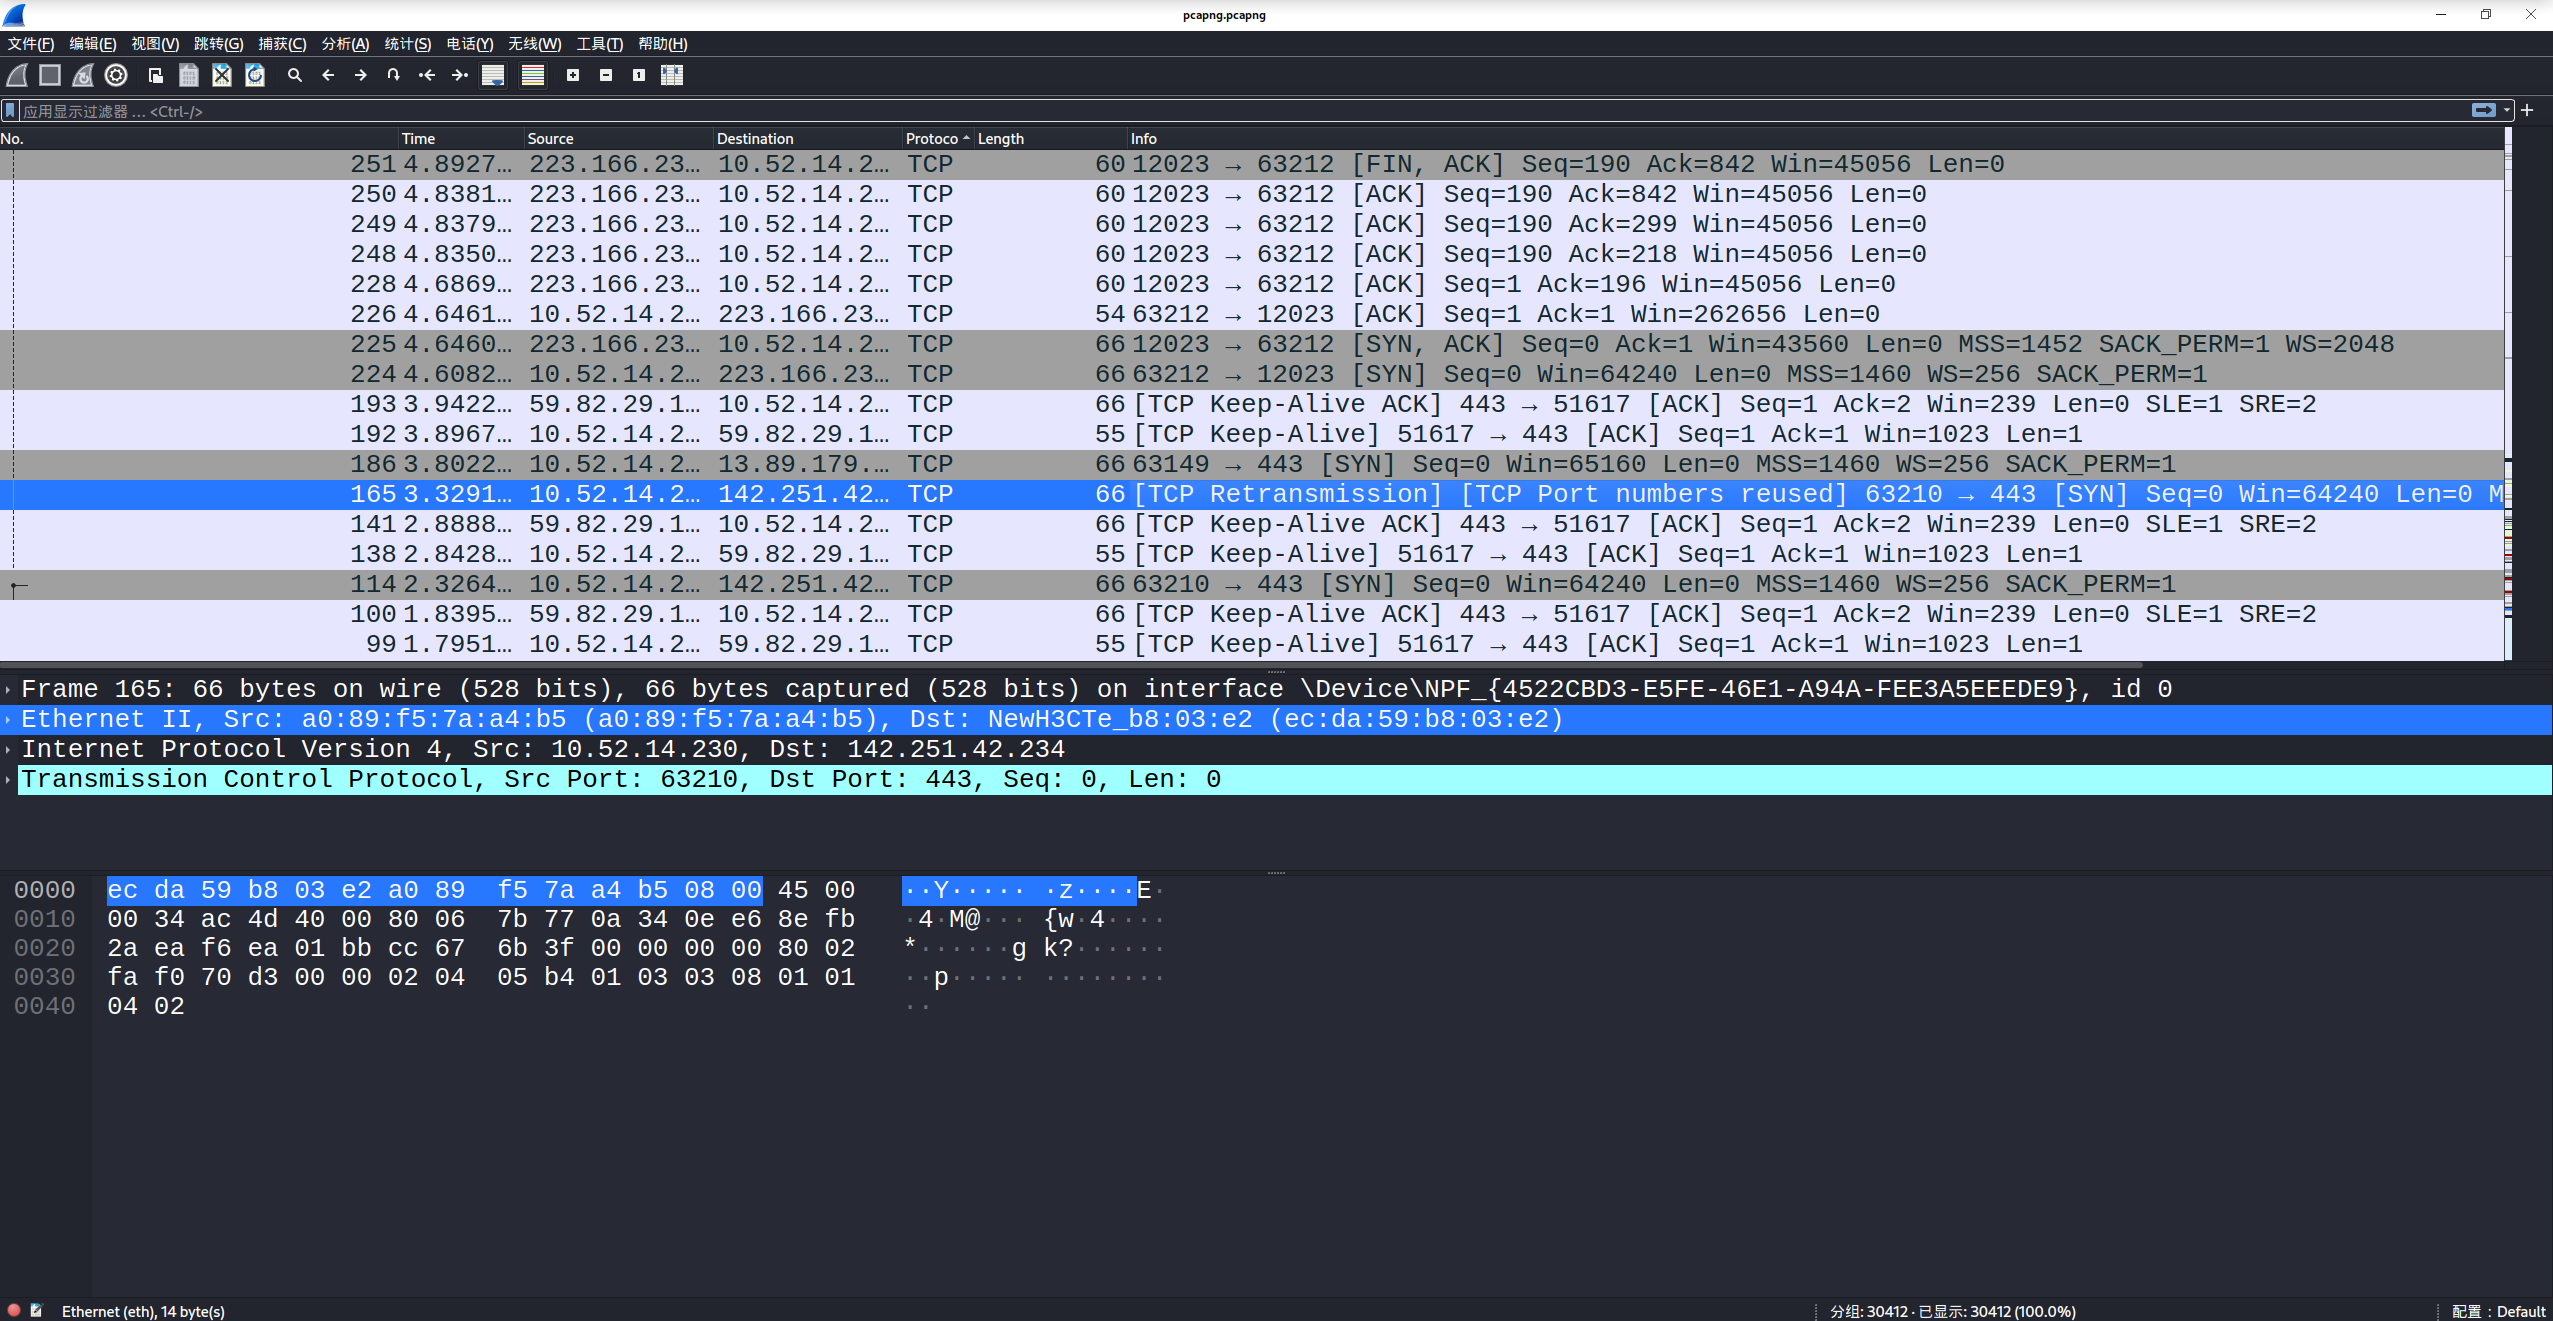 pcapng.pcapng
文件(F) 编辑(E) 视图(V) 跳转(G) 捕获(C) 分析(A) 统计(S) 电话(Y) 无线(W) 工具(T) 帮助(H)
应用显示过滤器 … <Ctrl-/>
No. Time Source Destination Protoco Length Info
251 4.8927… 223.166.23… 10.52.14.2… TCP 60 12023 → 63212 [FIN, ACK] Seq=190 Ack=842 Win=45056 Len=0
250 4.8381… 223.166.23… 10.52.14.2… TCP 60 12023 → 63212 [ACK] Seq=190 Ack=842 Win=45056 Len=0
249 4.8379… 223.166.23… 10.52.14.2… TCP 60 12023 → 63212 [ACK] Seq=190 Ack=299 Win=45056 Len=0
248 4.8350… 223.166.23… 10.52.14.2… TCP 60 12023 → 63212 [ACK] Seq=190 Ack=218 Win=45056 Len=0
228 4.6869… 223.166.23… 10.52.14.2… TCP 60 12023 → 63212 [ACK] Seq=1 Ack=196 Win=45056 Len=0
226 4.6461… 10.52.14.2… 223.166.23… TCP 54 63212 → 12023 [ACK] Seq=1 Ack=1 Win=262656 Len=0
225 4.6460… 223.166.23… 10.52.14.2… TCP 66 12023 → 63212 [SYN, ACK] Seq=0 Ack=1 Win=43560 Len=0 MSS=1452 SACK_PERM=1 WS=2048
224 4.6082… 10.52.14.2… 223.166.23… TCP 66 63212 → 12023 [SYN] Seq=0 Win=64240 Len=0 MSS=1460 WS=256 SACK_PERM=1
193 3.9422… 59.82.29.1… 10.52.14.2… TCP 66 [TCP Keep-Alive ACK] 443 → 51617 [ACK] Seq=1 Ack=2 Win=239 Len=0 SLE=1 SRE=2
192 3.8967… 10.52.14.2… 59.82.29.1… TCP 55 [TCP Keep-Alive] 51617 → 443 [ACK] Seq=1 Ack=1 Win=1023 Len=1
186 3.8022… 10.52.14.2… 13.89.179.… TCP 66 63149 → 443 [SYN] Seq=0 Win=65160 Len=0 MSS=1460 WS=256 SACK_PERM=1
165 3.3291… 10.52.14.2… 142.251.42… TCP 66 [TCP Retransmission] [TCP Port numbers reused] 63210 → 443 [SYN] Seq=0 Win=64240 Len=0 M
141 2.8888… 59.82.29.1… 10.52.14.2… TCP 66 [TCP Keep-Alive ACK] 443 → 51617 [ACK] Seq=1 Ack=2 Win=239 Len=0 SLE=1 SRE=2
138 2.8428… 10.52.14.2… 59.82.29.1… TCP 55 [TCP Keep-Alive] 51617 → 443 [ACK] Seq=1 Ack=1 Win=1023 Len=1
114 2.3264… 10.52.14.2… 142.251.42… TCP 66 63210 → 443 [SYN] Seq=0 Win=64240 Len=0 MSS=1460 WS=256 SACK_PERM=1
100 1.8395… 59.82.29.1… 10.52.14.2… TCP 66 [TCP Keep-Alive ACK] 443 → 51617 [ACK] Seq=1 Ack=2 Win=239 Len=0 SLE=1 SRE=2
99 1.7951… 10.52.14.2… 59.82.29.1… TCP 55 [TCP Keep-Alive] 51617 → 443 [ACK] Seq=1 Ack=1 Win=1023 Len=1
Frame 165: 66 bytes on wire (528 bits), 66 bytes captured (528 bits) on interface \Device\NPF_{4522CBD3-E5FE-46E1-A94A-FEE3A5EEEDE9}, id 0
Ethernet II, Src: a0:89:f5:7a:a4:b5 (a0:89:f5:7a:a4:b5), Dst: NewH3CTe_b8:03:e2 (ec:da:59:b8:03:e2)
Internet Protocol Version 4, Src: 10.52.14.230, Dst: 142.251.42.234
Transmission Control Protocol, Src Port: 63210, Dst Port: 443, Seq: 0, Len: 0
0000 ec da 59 b8 03 e2 a0 89 f5 7a a4 b5 08 00 45 00 ··Y····· ·z····E·
0010 00 34 ac 4d 40 00 80 06 7b 77 0a 34 0e e6 8e fb ·4·M@··· {w·4····
0020 2a ea f6 ea 01 bb cc 67 6b 3f 00 00 00 00 80 02 *······g k?······
0030 fa f0 70 d3 00 00 02 04 05 b4 01 03 03 08 01 01 ··p····· ········
0040 04 02 ··
Ethernet (eth), 14 byte(s) 分组: 30412 · 已显示: 30412 (100.0%) 配置：Default